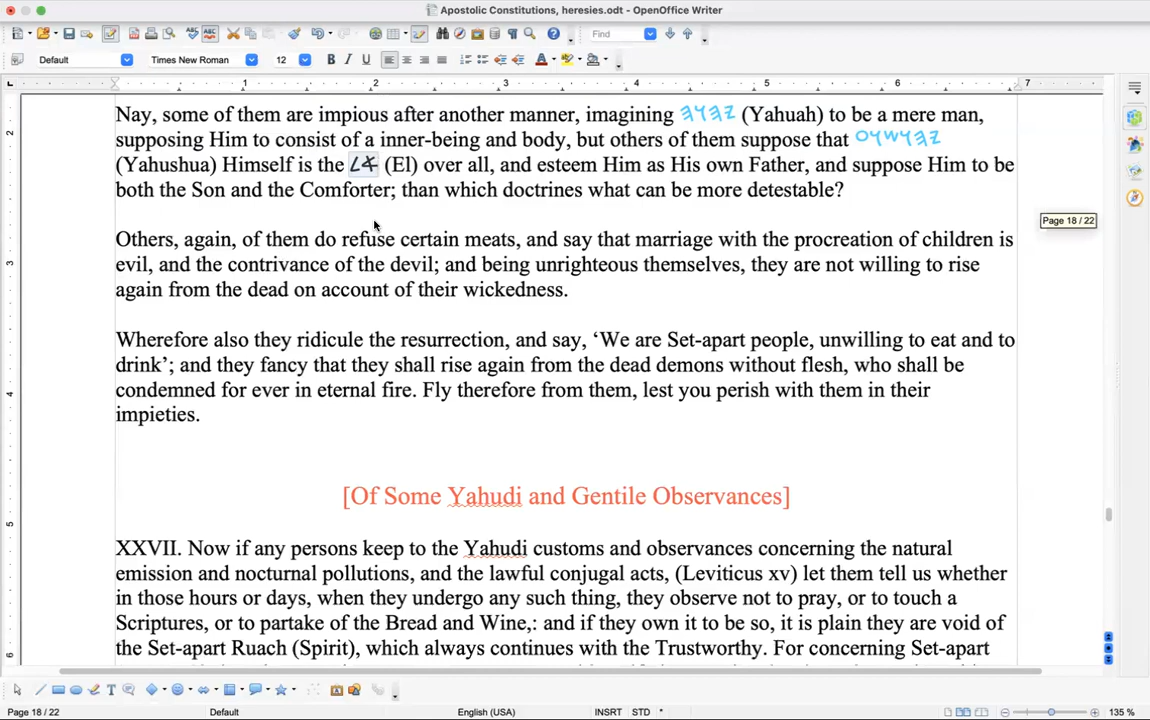 Apostolic Constitutions, heresies.odt - OpenOffice Writer
Find
Default Times New Roman 12 B I U
1 2 3 4 5 6 7
Nay, some of them are impious after another manner, imagining 𐤉𐤄𐤅𐤄 (Yahuah) to be a mere man,
supposing Him to consist of a inner-being and body, but others of them suppose that 𐤉𐤄𐤅𐤔𐤅𐤏
(Yahushua) Himself is the 𐤀𐤋 (El) over all, and esteem Him as His own Father, and suppose Him to be
both the Son and the Comforter; than which doctrines what can be more detestable?
Page 18 / 22
Others, again, of them do refuse certain meats, and say that marriage with the procreation of children is
evil, and the contrivance of the devil; and being unrighteous themselves, they are not willing to rise
again from the dead on account of their wickedness.
Wherefore also they ridicule the resurrection, and say, ‘We are Set-apart people, unwilling to eat and to
drink’; and they fancy that they shall rise again from the dead demons without flesh, who shall be
condemned for ever in eternal fire. Fly therefore from them, lest you perish with them in their
impieties.
[Of Some Yahudi and Gentile Observances]
XXVII. Now if any persons keep to the Yahudi customs and observances concerning the natural
emission and nocturnal pollutions, and the lawful conjugal acts, (Leviticus xv) let them tell us whether
in those hours or days, when they undergo any such thing, they observe not to pray, or to touch a
Scriptures, or to partake of the Bread and Wine,: and if they own it to be so, it is plain they are void of
the Set-apart Ruach (Spirit), which always continues with the Trustworthy. For concerning Set-apart
Page 18 / 22 Default English (USA) INSRT STD * 135 %